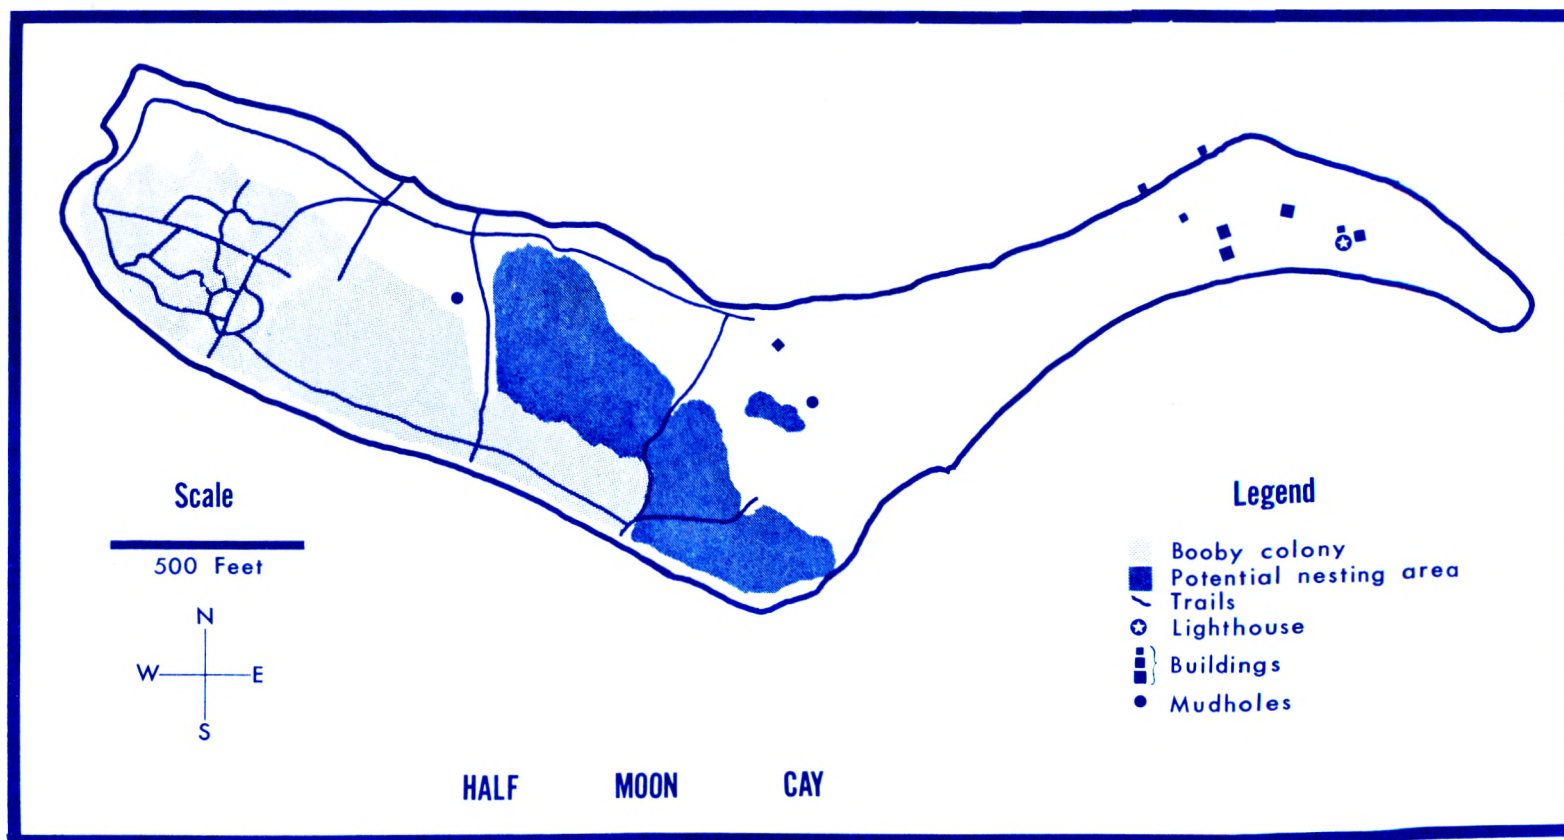 Scale
500 Feet
N
W E
S
Legend
Booby colony
Potential nesting area
Trails
Lighthouse
Buildings
Mudholes
HALF MOON CAY